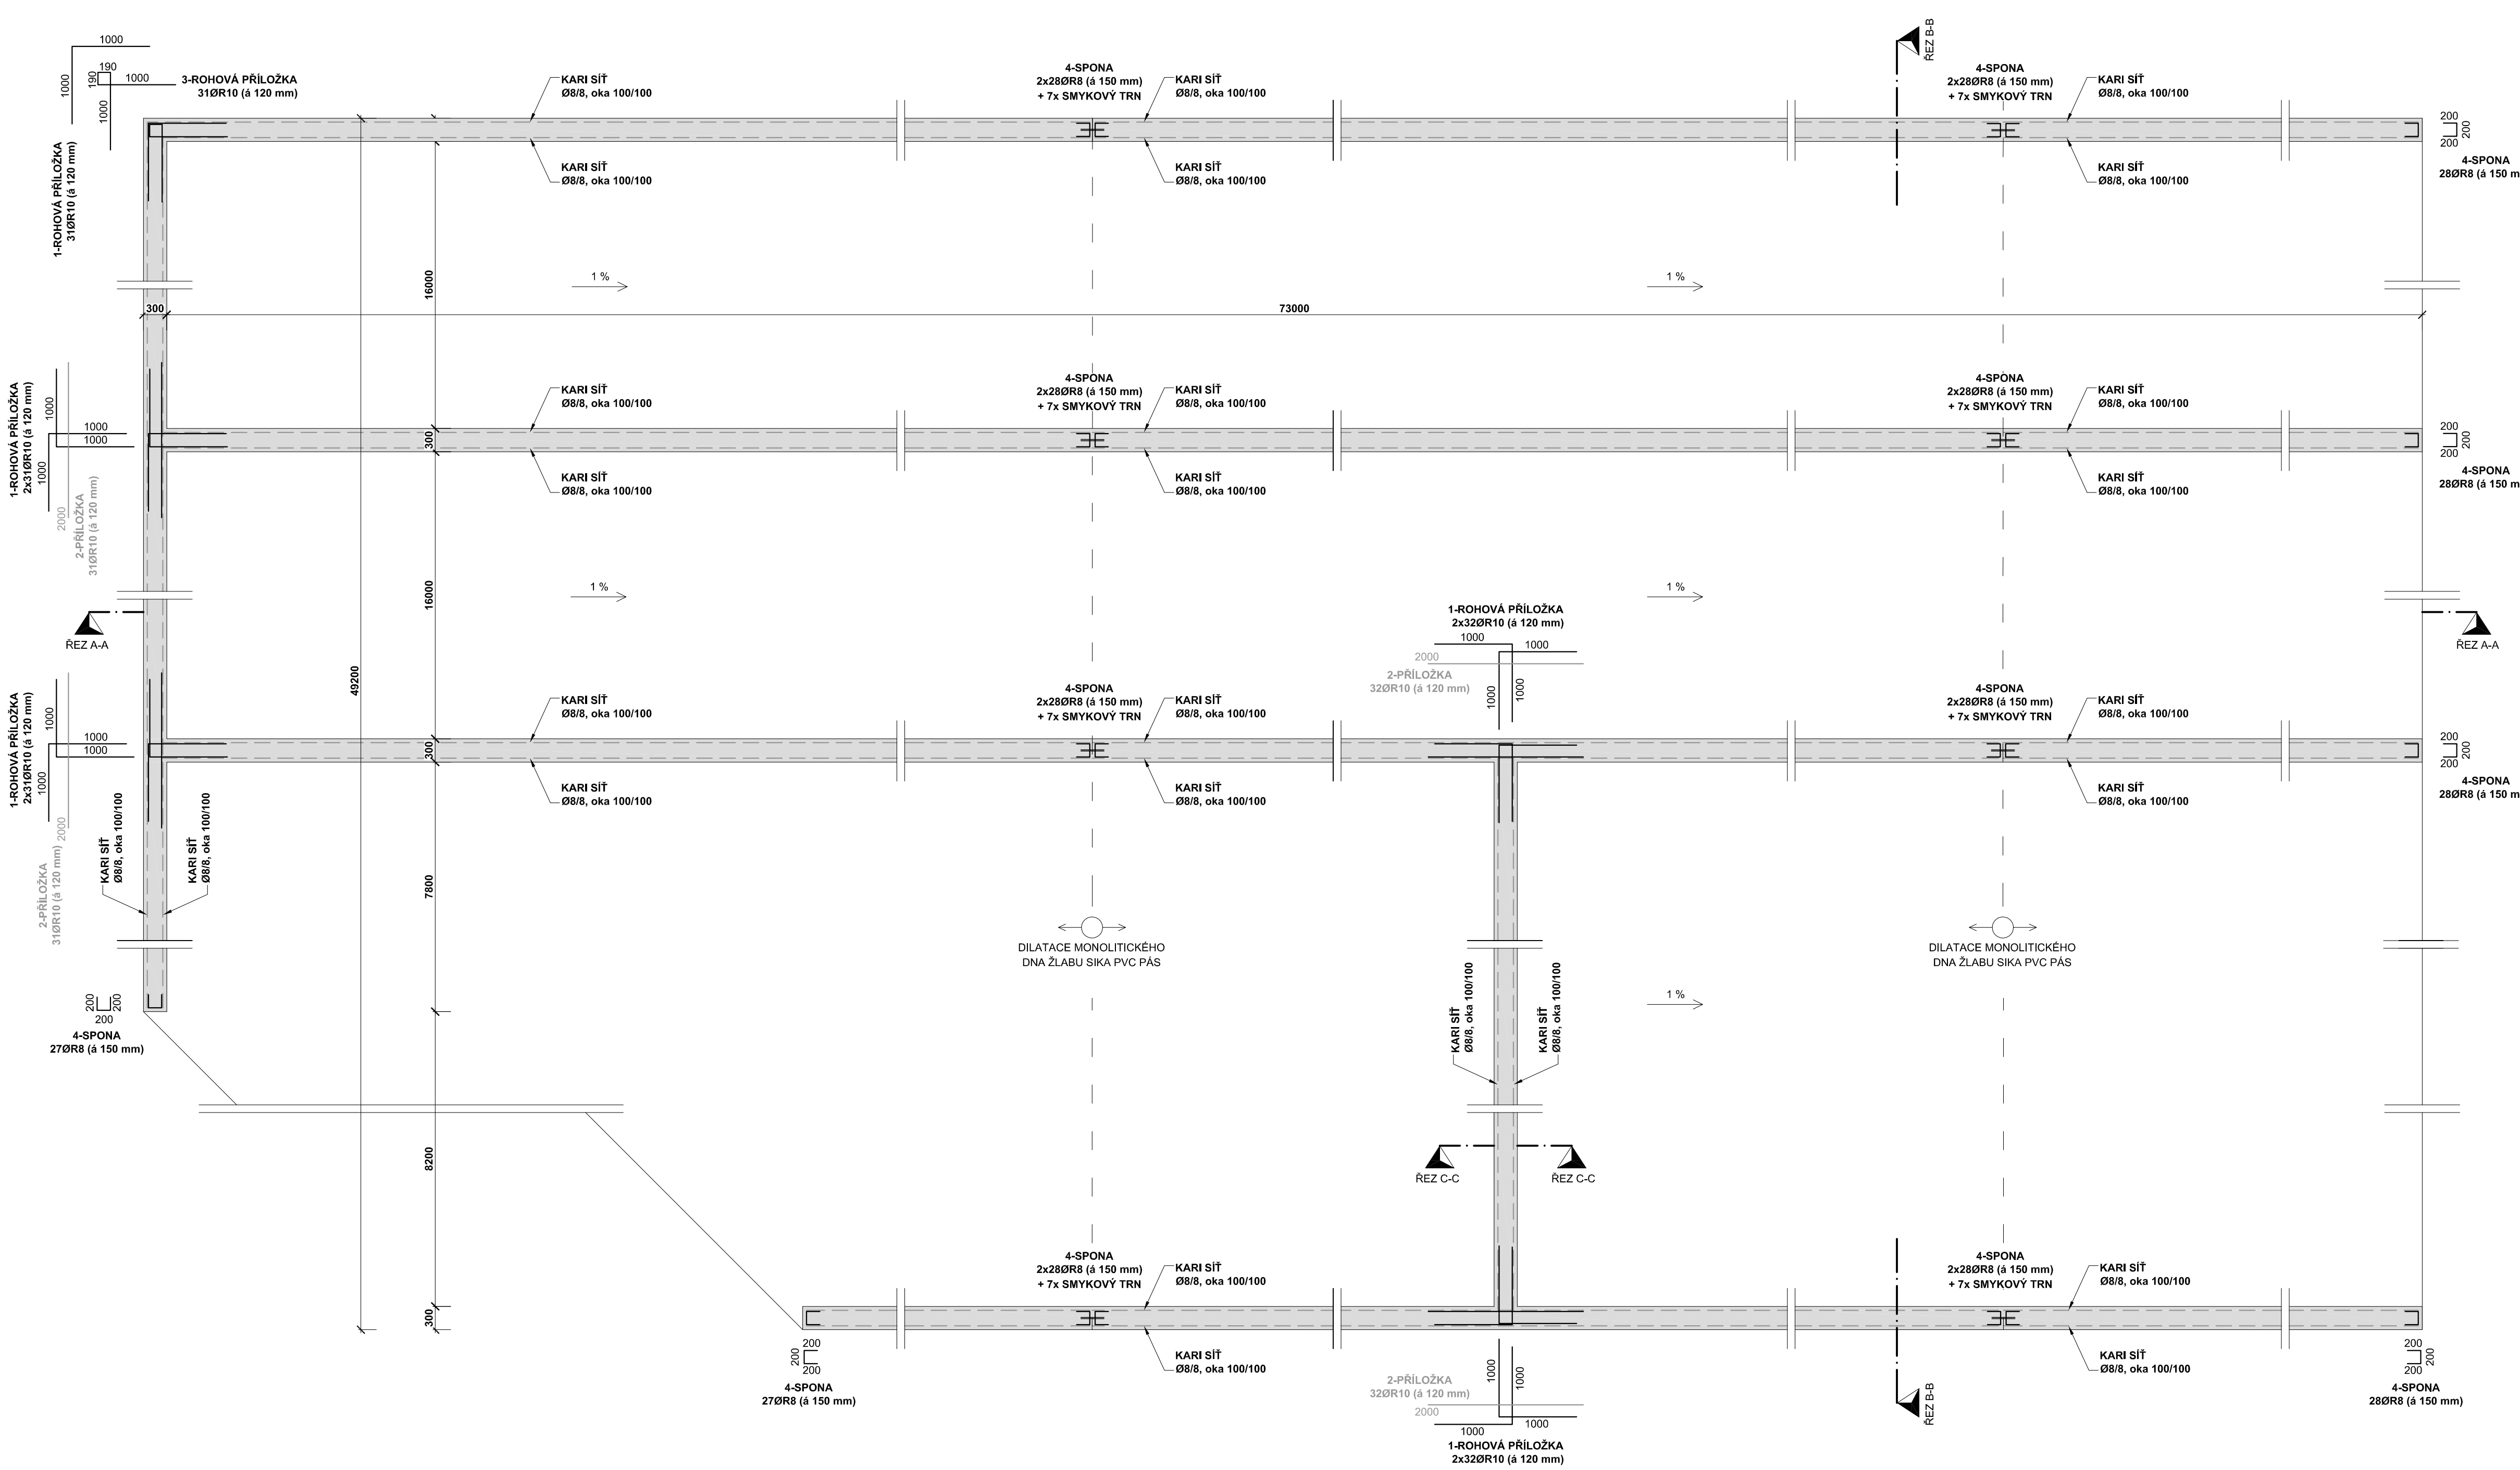 1000
1000
190
190
1000
1000
3-ROHOVÁ PŘÍLOŽKA
31ØR10 (á 120 mm)
1-ROHOVÁ PŘÍLOŽKA
31ØR10 (á 120 mm)
KARI SÍŤ
Ø8/8, oka 100/100
4-SPONA
2x28ØR8 (á 150 mm)
+ 7x SMYKOVÝ TRN
KARI SÍŤ
Ø8/8, oka 100/100
ŘEZ B-B
4-SPONA
2x28ØR8 (á 150 mm)
+ 7x SMYKOVÝ TRN
KARI SÍŤ
Ø8/8, oka 100/100
200
200
200
4-SPONA
28ØR8 (á 150 m
KARI SÍŤ
Ø8/8, oka 100/100
KARI SÍŤ
Ø8/8, oka 100/100
KARI SÍŤ
Ø8/8, oka 100/100
16000
1 %
1 %
300
73000
1-ROHOVÁ PŘÍLOŽKA
2x31ØR10 (á 120 mm)
1000
1000
1000
1000
2000
2-PŘÍLOŽKA
31ØR10 (á 120 mm)
KARI SÍŤ
Ø8/8, oka 100/100
4-SPONA
2x28ØR8 (á 150 mm)
+ 7x SMYKOVÝ TRN
KARI SÍŤ
Ø8/8, oka 100/100
4-SPONA
2x28ØR8 (á 150 mm)
+ 7x SMYKOVÝ TRN
KARI SÍŤ
Ø8/8, oka 100/100
300
200
200
200
4-SPONA
28ØR8 (á 150 m
KARI SÍŤ
Ø8/8, oka 100/100
KARI SÍŤ
Ø8/8, oka 100/100
KARI SÍŤ
Ø8/8, oka 100/100
16000
1 %
1 %
ŘEZ A-A
ŘEZ A-A
49200
1-ROHOVÁ PŘÍLOŽKA
2x32ØR10 (á 120 mm)
1000
1000
2000
2-PŘÍLOŽKA
32ØR10 (á 120 mm)
1000
1000
1-ROHOVÁ PŘÍLOŽKA
2x31ØR10 (á 120 mm)
1000
1000
1000
1000
2000
2-PŘÍLOŽKA
31ØR10 (á 120 mm)
KARI SÍŤ
Ø8/8, oka 100/100
4-SPONA
2x28ØR8 (á 150 mm)
+ 7x SMYKOVÝ TRN
KARI SÍŤ
Ø8/8, oka 100/100
4-SPONA
2x28ØR8 (á 150 mm)
+ 7x SMYKOVÝ TRN
KARI SÍŤ
Ø8/8, oka 100/100
300
200
200
200
4-SPONA
28ØR8 (á 150 m
KARI SÍŤ
Ø8/8, oka 100/100
KARI SÍŤ
Ø8/8, oka 100/100
KARI SÍŤ
Ø8/8, oka 100/100
KARI SÍŤ
Ø8/8, oka 100/100
KARI SÍŤ
Ø8/8, oka 100/100
7800
DILATACE MONOLITICKÉHO
DNA ŽLABU SIKA PVC PÁS
DILATACE MONOLITICKÉHO
DNA ŽLABU SIKA PVC PÁS
1 %
200
200
200
4-SPONA
27ØR8 (á 150 mm)
KARI SÍŤ
Ø8/8, oka 100/100
KARI SÍŤ
Ø8/8, oka 100/100
8200
ŘEZ C-C
ŘEZ C-C
4-SPONA
2x28ØR8 (á 150 mm)
+ 7x SMYKOVÝ TRN
KARI SÍŤ
Ø8/8, oka 100/100
4-SPONA
2x28ØR8 (á 150 mm)
+ 7x SMYKOVÝ TRN
KARI SÍŤ
Ø8/8, oka 100/100
300
200
200
200
4-SPONA
27ØR8 (á 150 mm)
KARI SÍŤ
Ø8/8, oka 100/100
1000
1000
2-PŘÍLOŽKA
32ØR10 (á 120 mm)
2000
1000
1000
1-ROHOVÁ PŘÍLOŽKA
2x32ØR10 (á 120 mm)
ŘEZ B-B
KARI SÍŤ
Ø8/8, oka 100/100
200
200
200
4-SPONA
28ØR8 (á 150 mm)